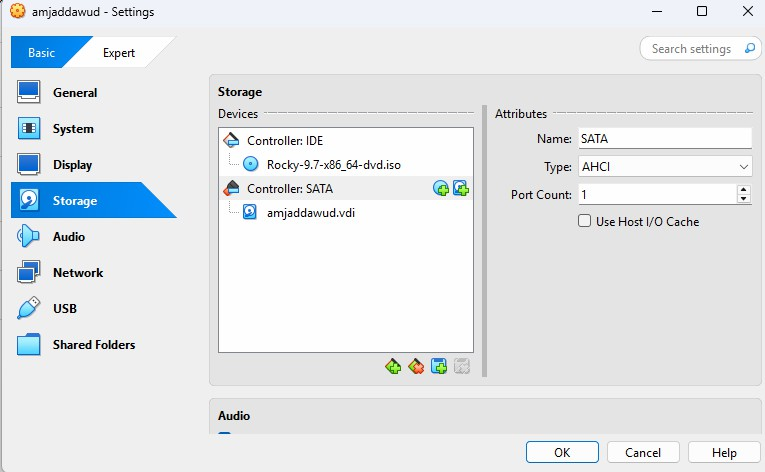 amjaddawud - Settings
Basic Expert Search settings
General
System
Display
Storage
Audio
Network
USB
Shared Folders
Storage
Devices
Controller: IDE
Rocky-9.7-x86_64-dvd.iso
Controller: SATA
amjaddawud.vdi
Attributes
Name: SATA
Type: AHCI
Port Count: 1
Use Host I/O Cache
Audio
OK Cancel Help